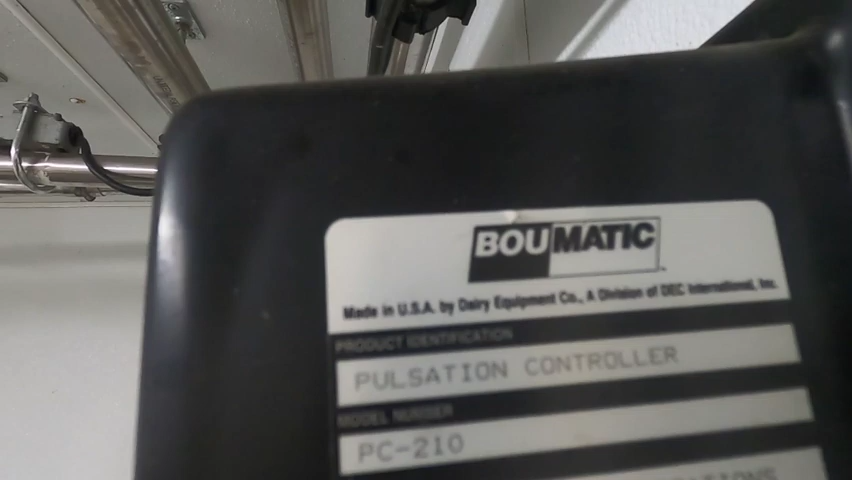 BOUMATIC
Made in U.S.A. by Dairy Equipment Co., A Division of DEC International, Inc.
PRODUCT IDENTIFICATION
PULSATION CONTROLLER
MODEL NUMBER
PC-210